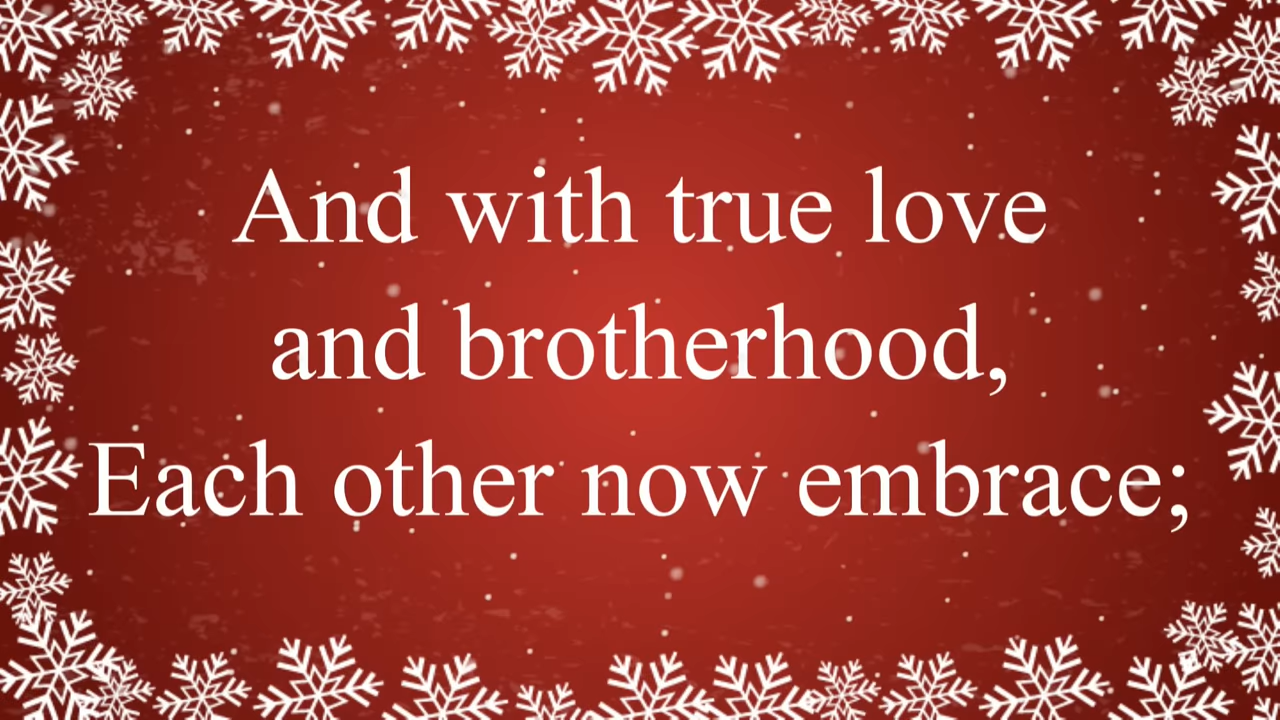 And with true love
and brotherhood,
Each other now embrace;